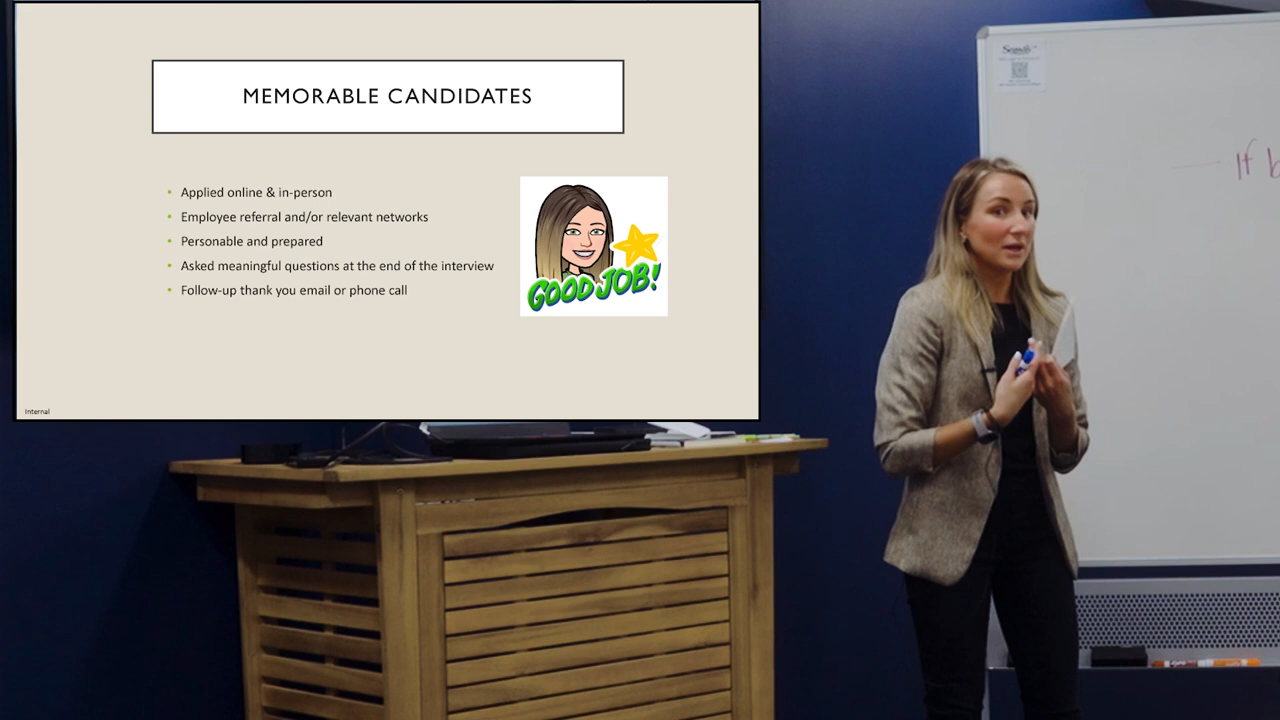 MEMORABLE CANDIDATES
• Applied online & in-person
• Employee referral and/or relevant networks
• Personable and prepared
• Asked meaningful questions at the end of the interview
• Follow-up thank you email or phone call
GOOD JOB!
Internal
If